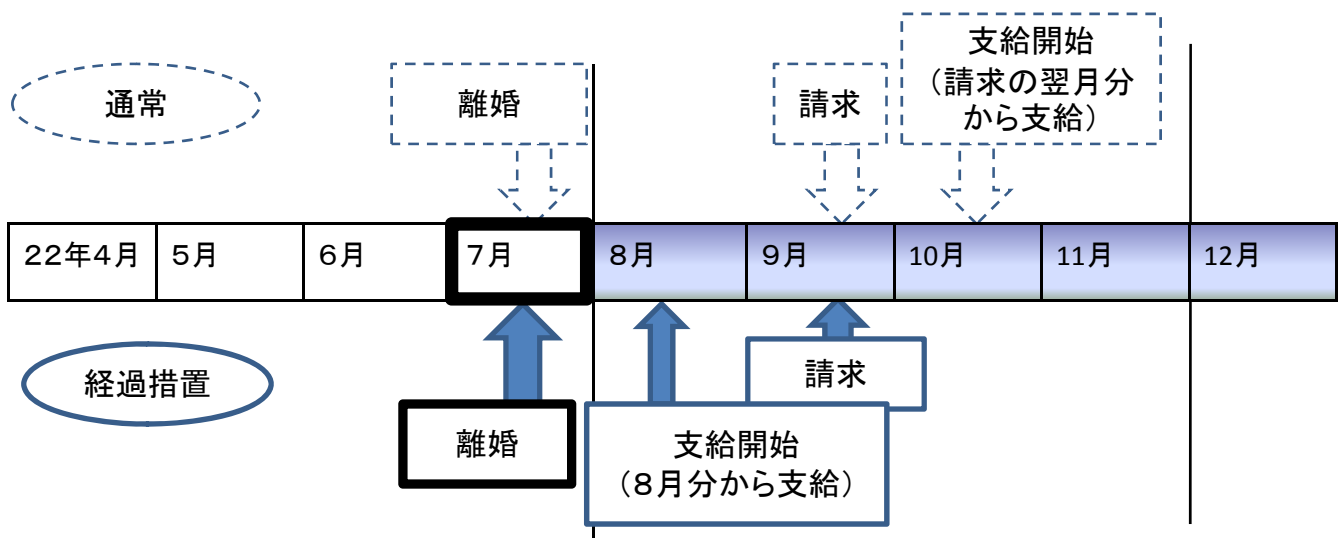 通常
離婚
請求
支給開始
（請求の翌月分
から支給）
２２年４月
５月
６月
７月
８月
９月
10月
11月
12月
経過措置
離婚
支給開始
（８月分から支給）
請求